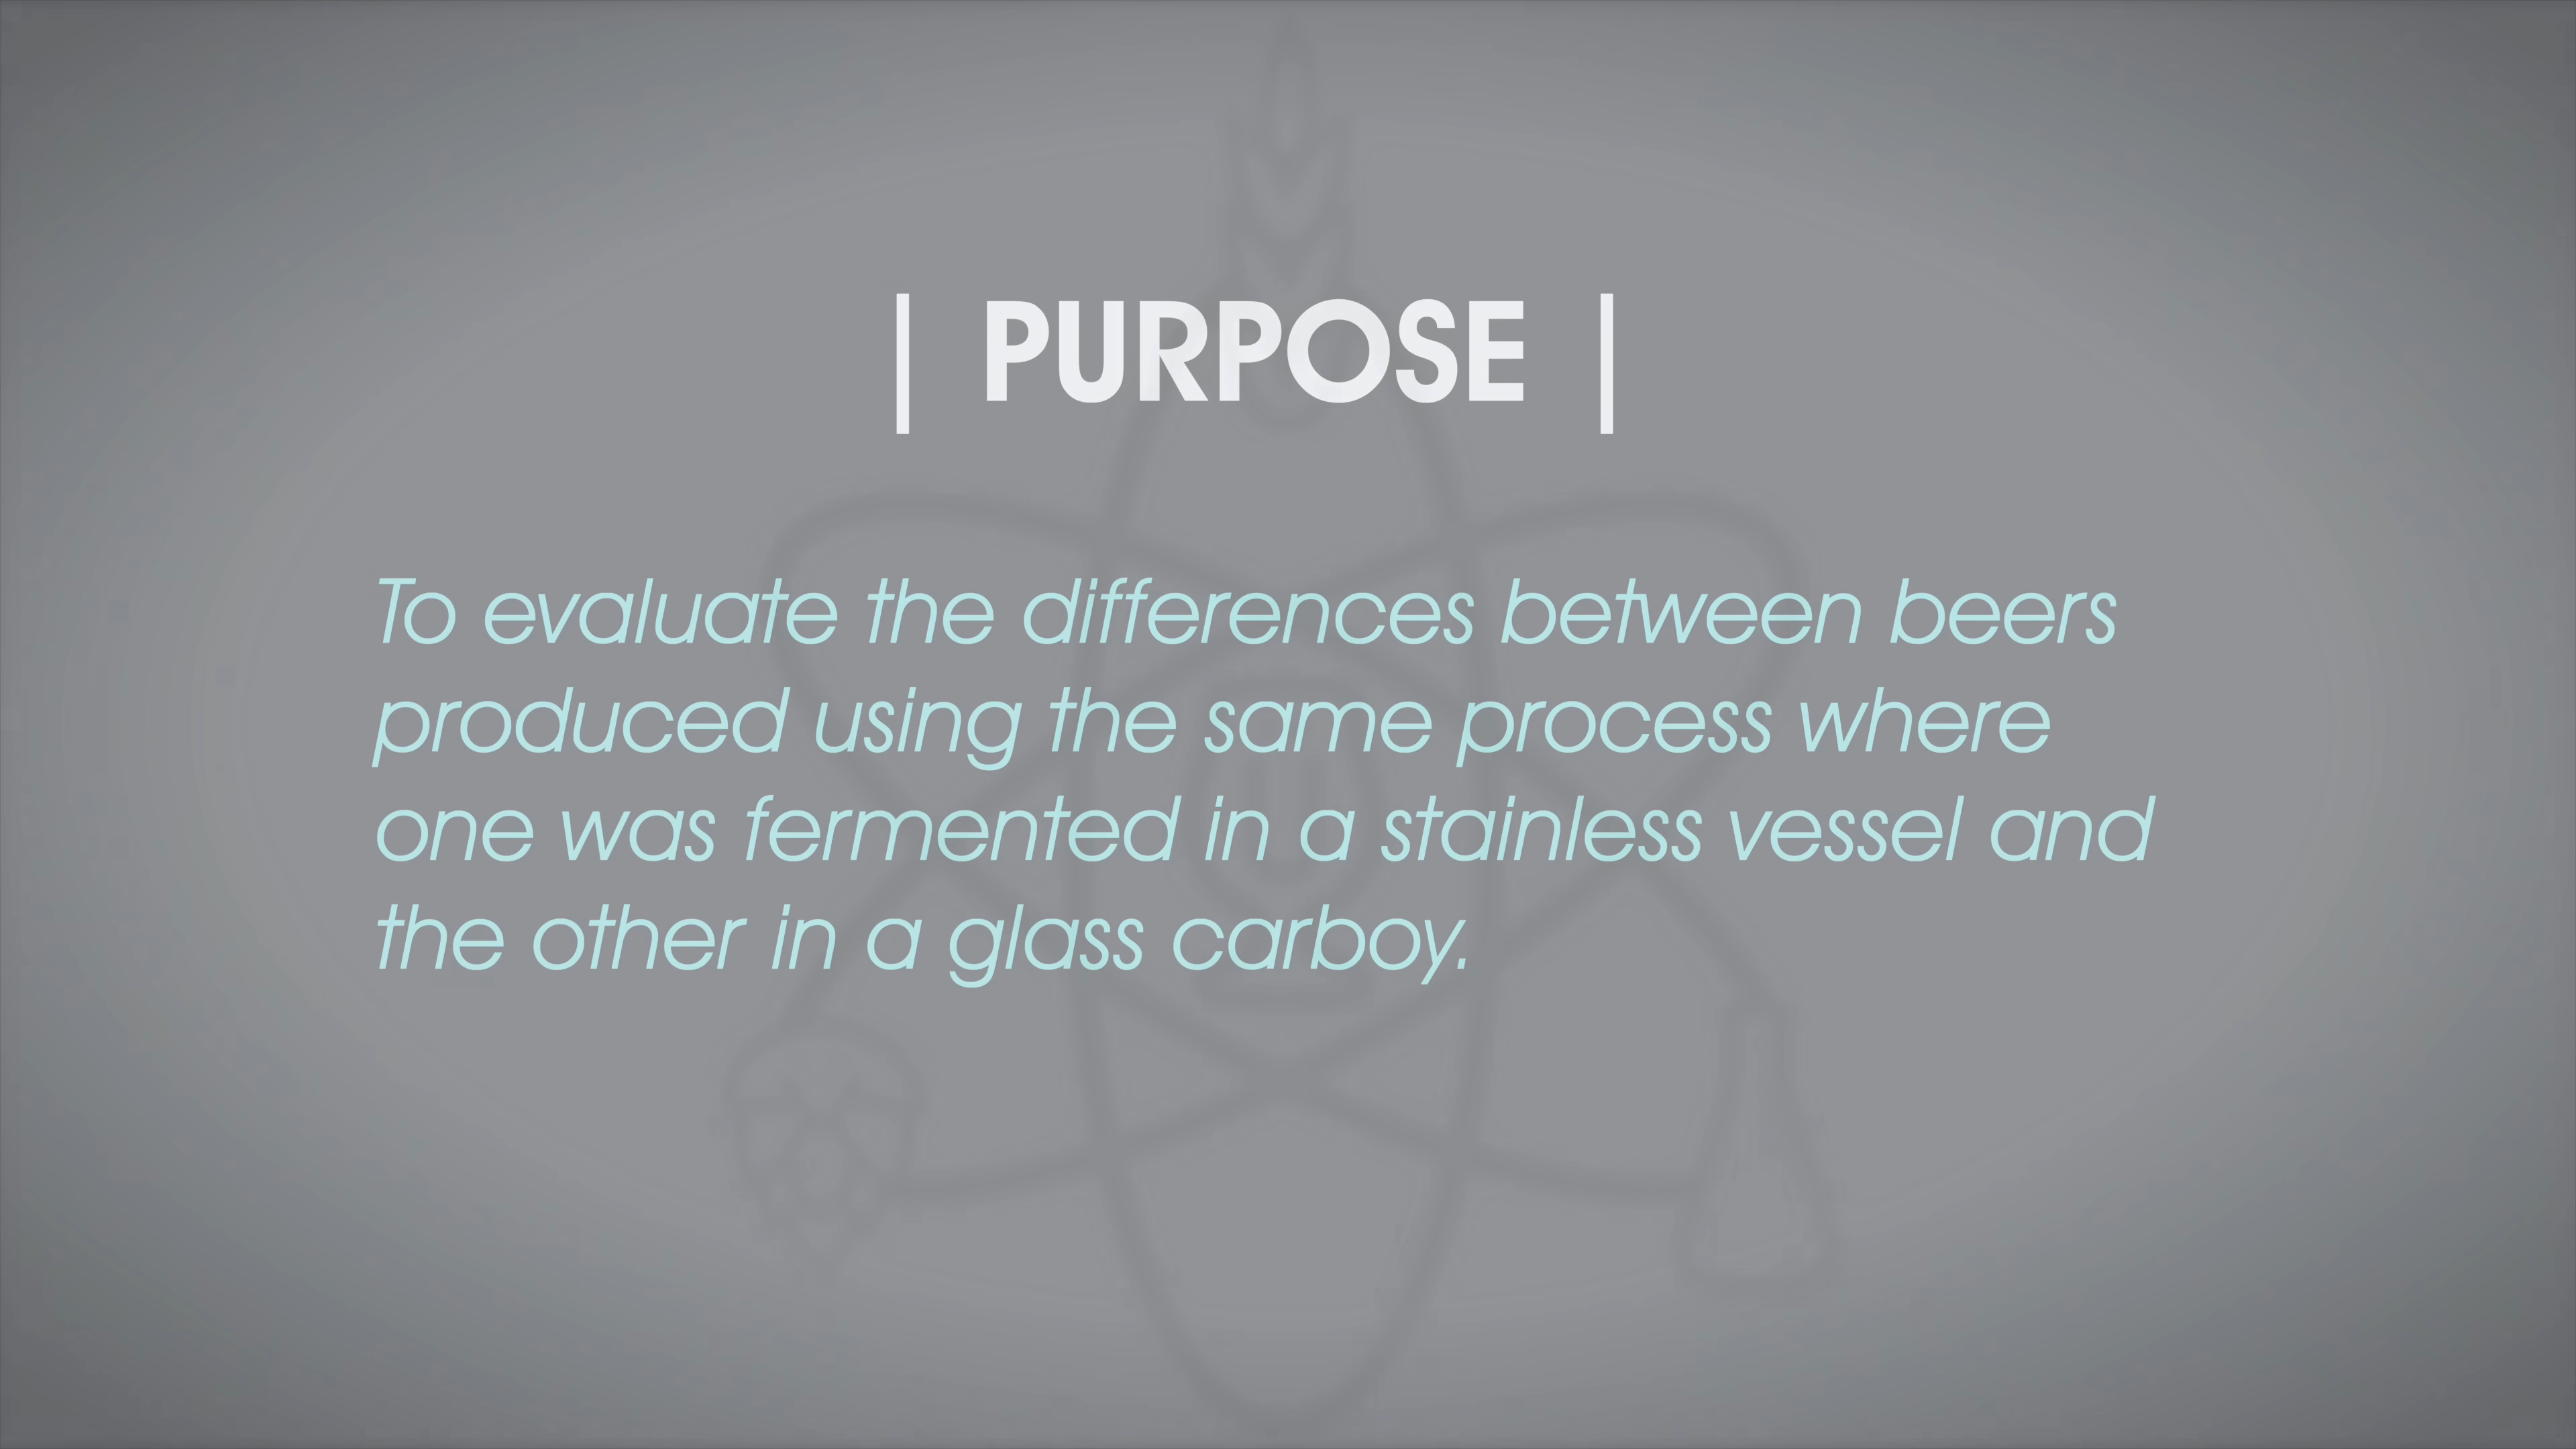 | PURPOSE |
To evaluate the differences between beers
produced using the same process where
one was fermented in a stainless vessel and
the other in a glass carboy.